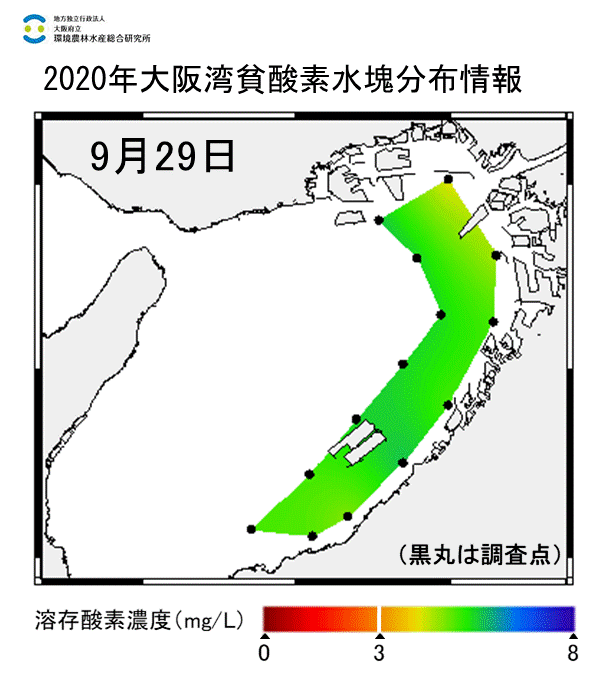 地方独立行政法人
大阪府立
環境農林水産総合研究所
2020年大阪湾貧酸素水塊分布情報
9月29日
(黒丸は調査点)
溶存酸素濃度(mg/L)
0 3 8